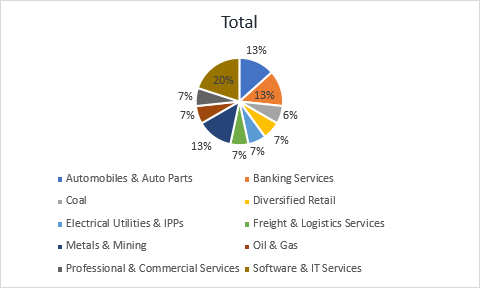 Total
13%
13%
6%
7%
7%
7%
13%
7%
7%
20%
Automobiles & Auto Parts
Banking Services
Coal
Diversified Retail
Electrical Utilities & IPPs
Freight & Logistics Services
Metals & Mining
Oil & Gas
Professional & Commercial Services
Software & IT Services